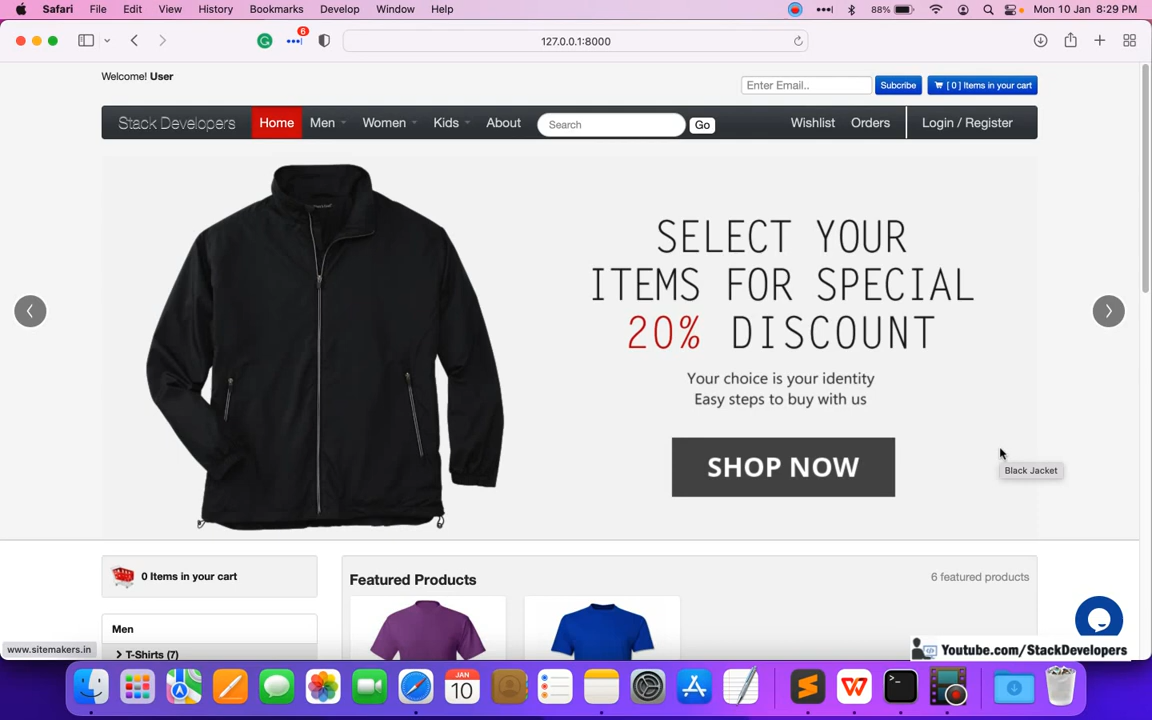 Safari File Edit View History Bookmarks Develop Window Help 88% Mon 10 Jan 8:29 PM
6
127.0.0.1:8000
Welcome! User
Enter Email.. Subcribe [ 0 ] Items in your cart
Stack Developers Home Men Women Kids About Search Go Wishlist Orders Login / Register
SELECT YOUR
ITEMS FOR SPECIAL
20% DISCOUNT
Your choice is your identity
Easy steps to buy with us
SHOP NOW
Black Jacket
0 Items in your cart
Featured Products 6 featured products
Men
T-Shirts (7)
www.sitemakers.in
Youtube.com/StackDevelopers
JAN
10